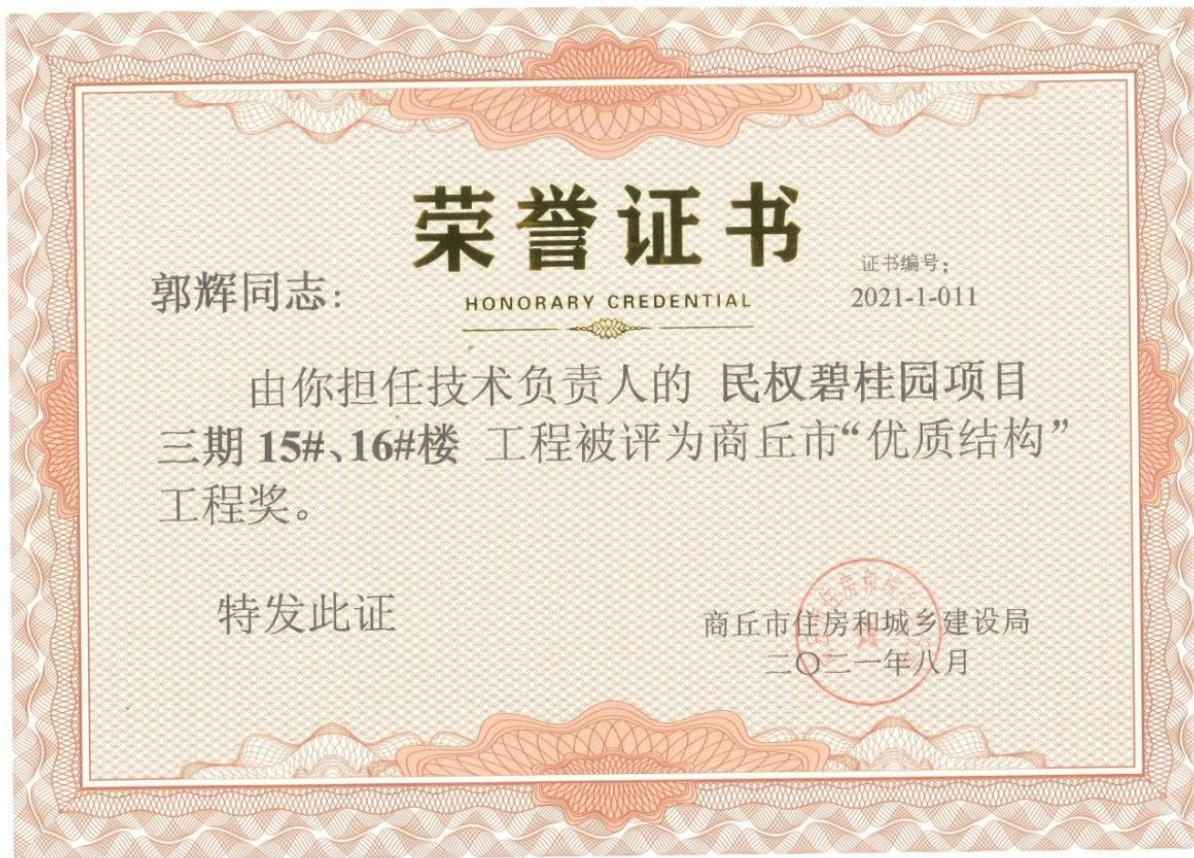 荣誉证书
证书编号:
郭辉同志:
HONORARY CREDENTIAL
2021-1-011
由你担任技术负责人的 民权碧桂园项目
三期 15#、16#楼 工程被评为商丘市“优质结构”
工程奖。
特发此证
商丘市住房和城乡建设局
二〇二一年八月